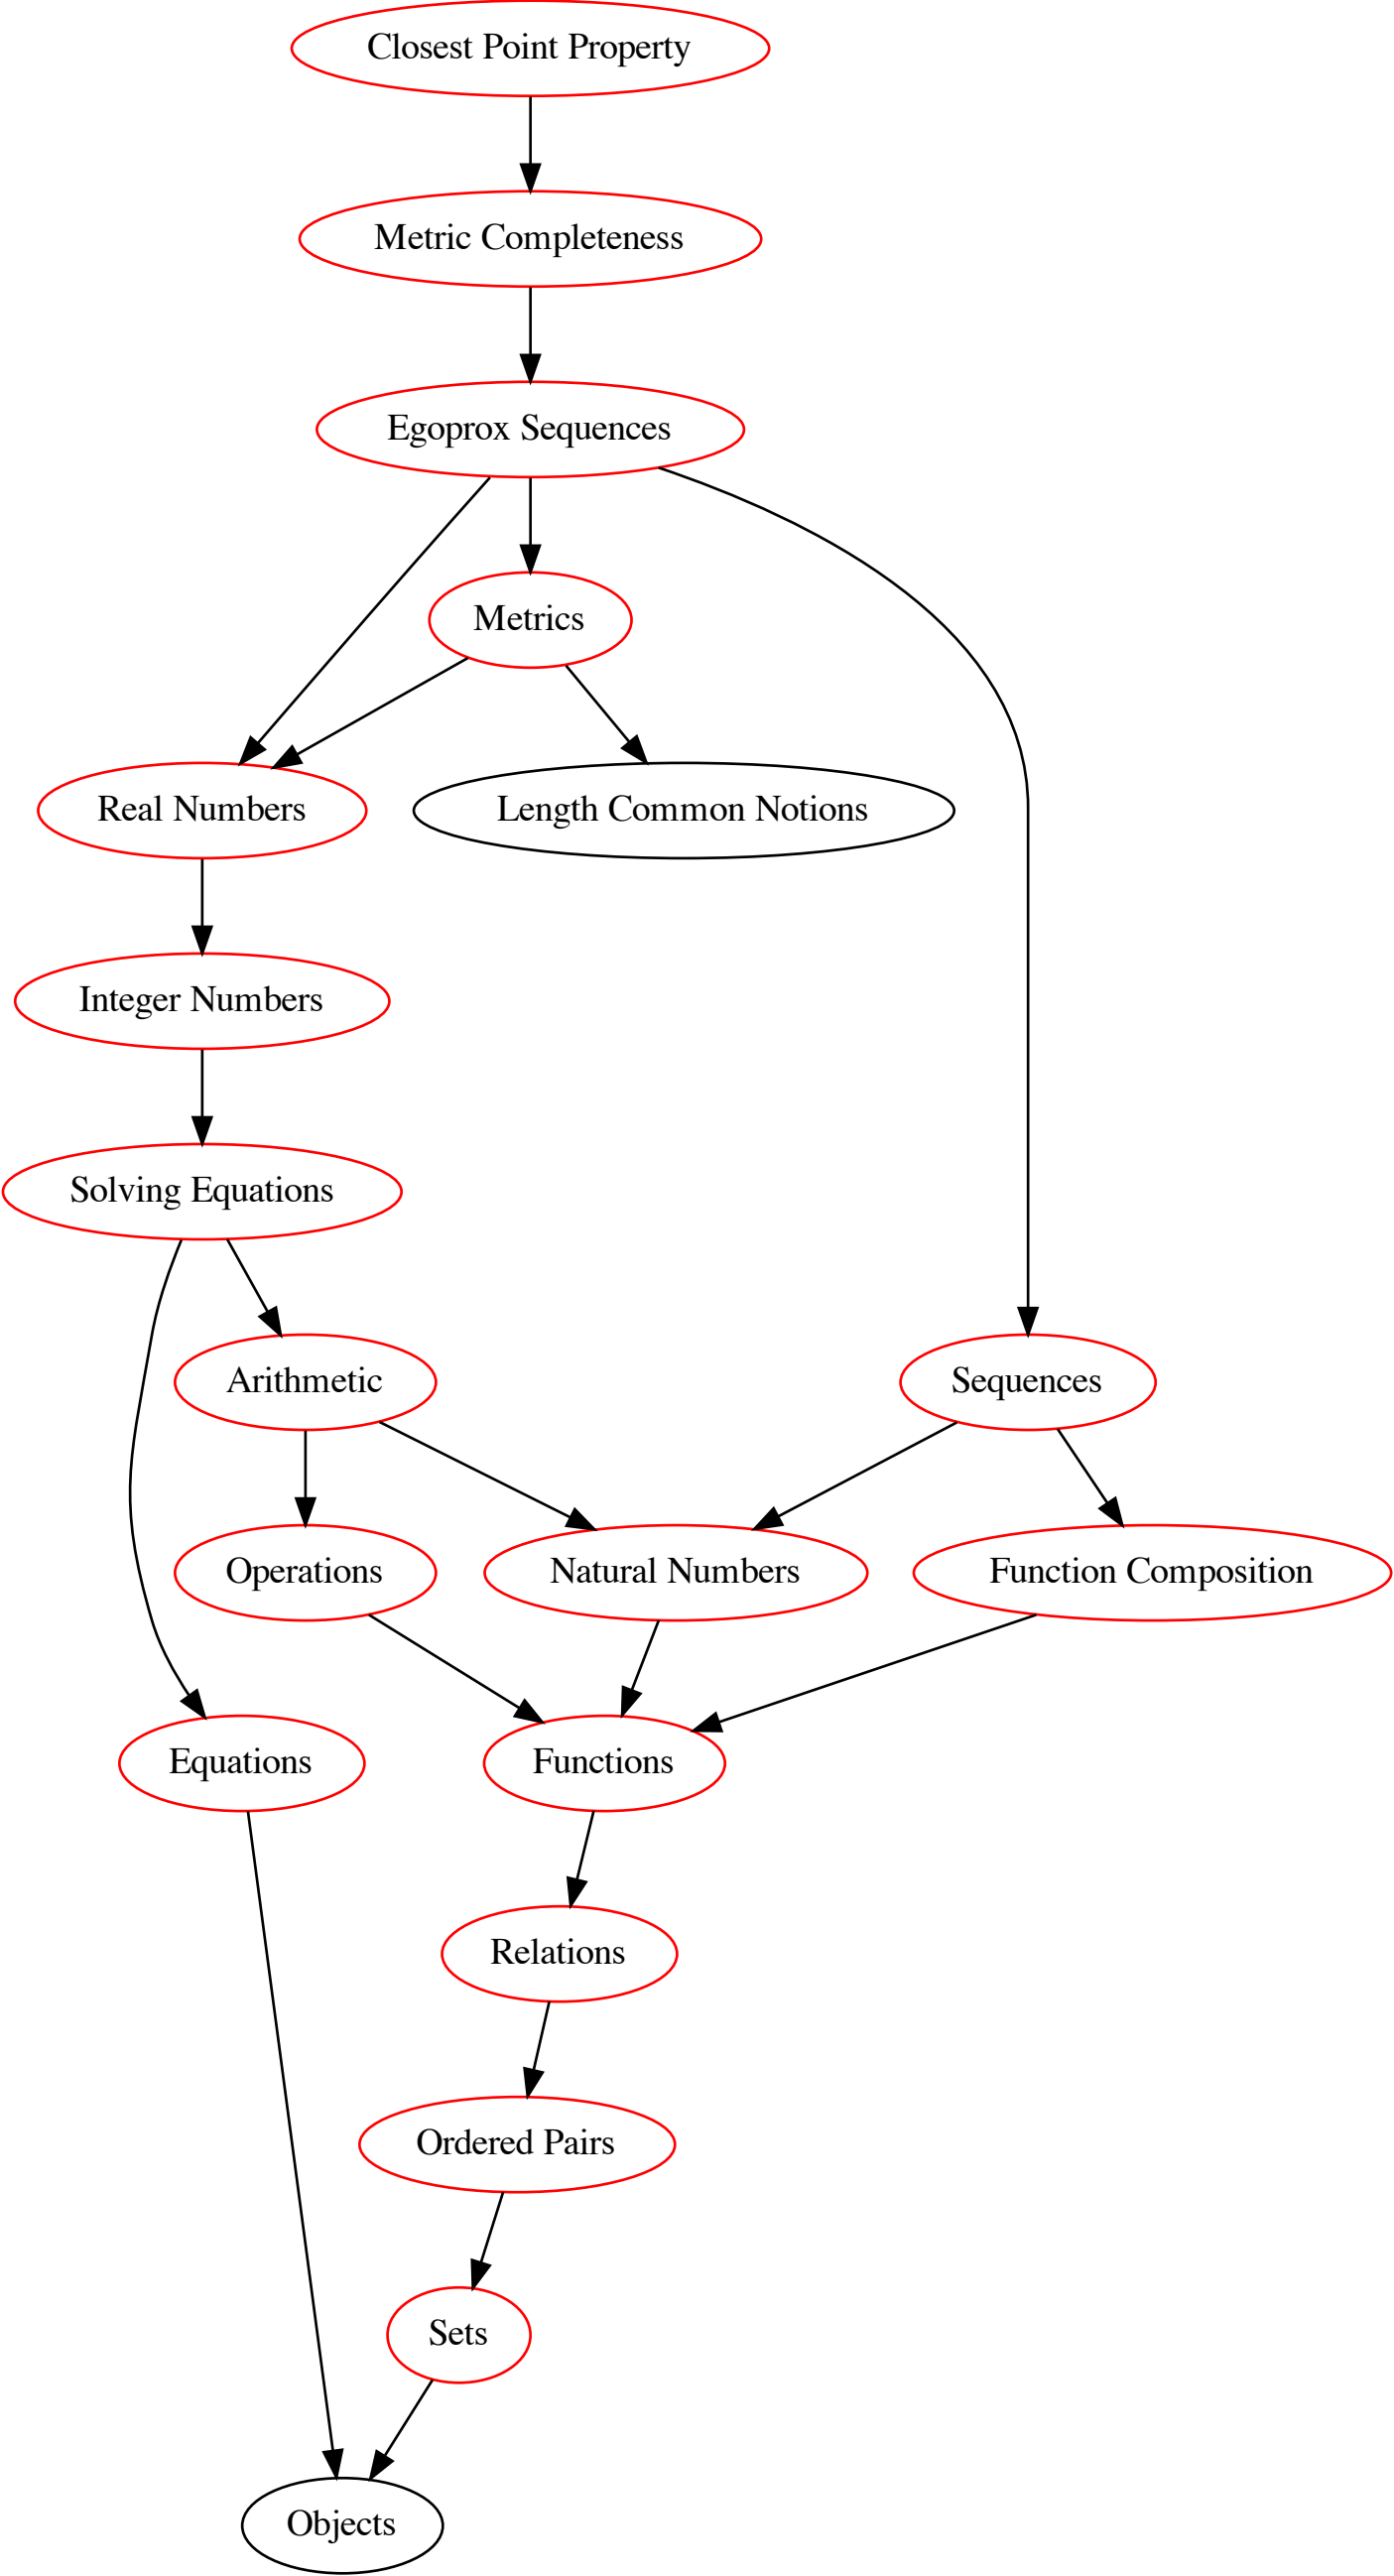 Closest Point Property
Metric Completeness
Egoprox Sequences
Metrics
Real Numbers
Length Common Notions
Integer Numbers
Solving Equations
Arithmetic
Sequences
Operations
Natural Numbers
Function Composition
Equations
Functions
Relations
Ordered Pairs
Sets
Objects